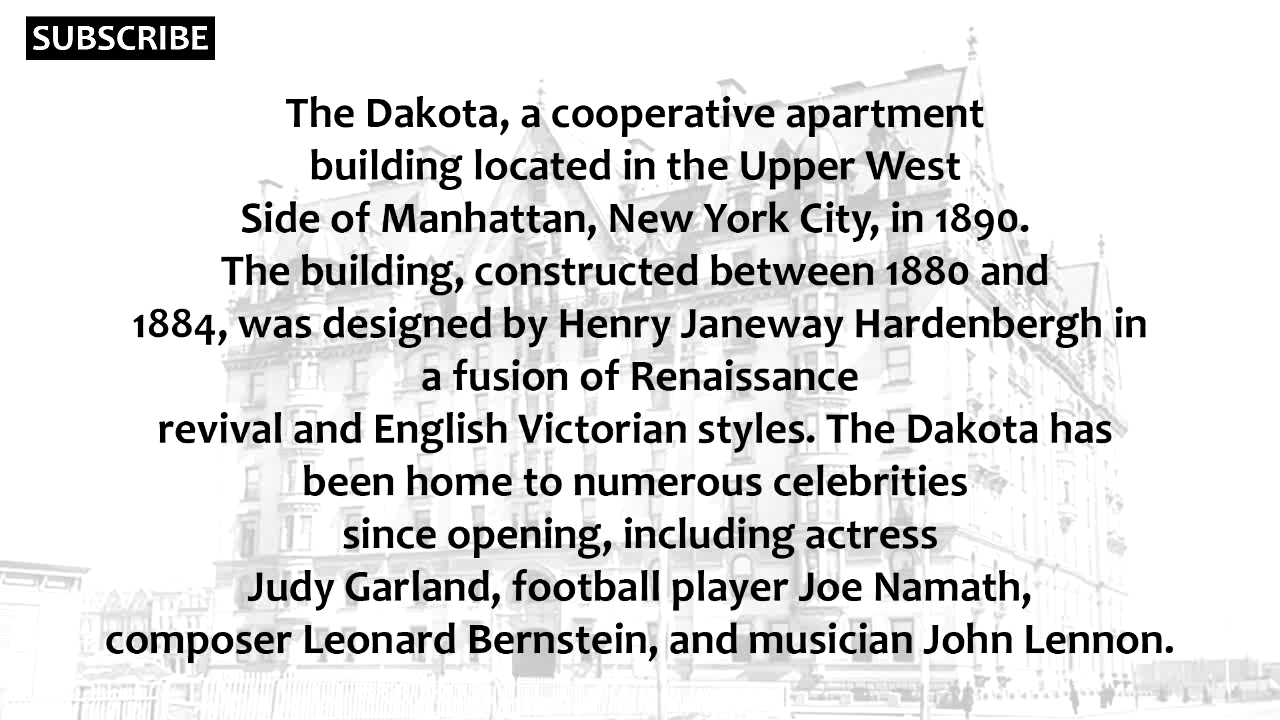 SUBSCRIBE
The Dakota, a cooperative apartment
building located in the Upper West
Side of Manhattan, New York City, in 1890.
The building, constructed between 1880 and
1884, was designed by Henry Janeway Hardenbergh in
a fusion of Renaissance
revival and English Victorian styles. The Dakota has
been home to numerous celebrities
since opening, including actress
Judy Garland, football player Joe Namath,
composer Leonard Bernstein, and musician John Lennon.